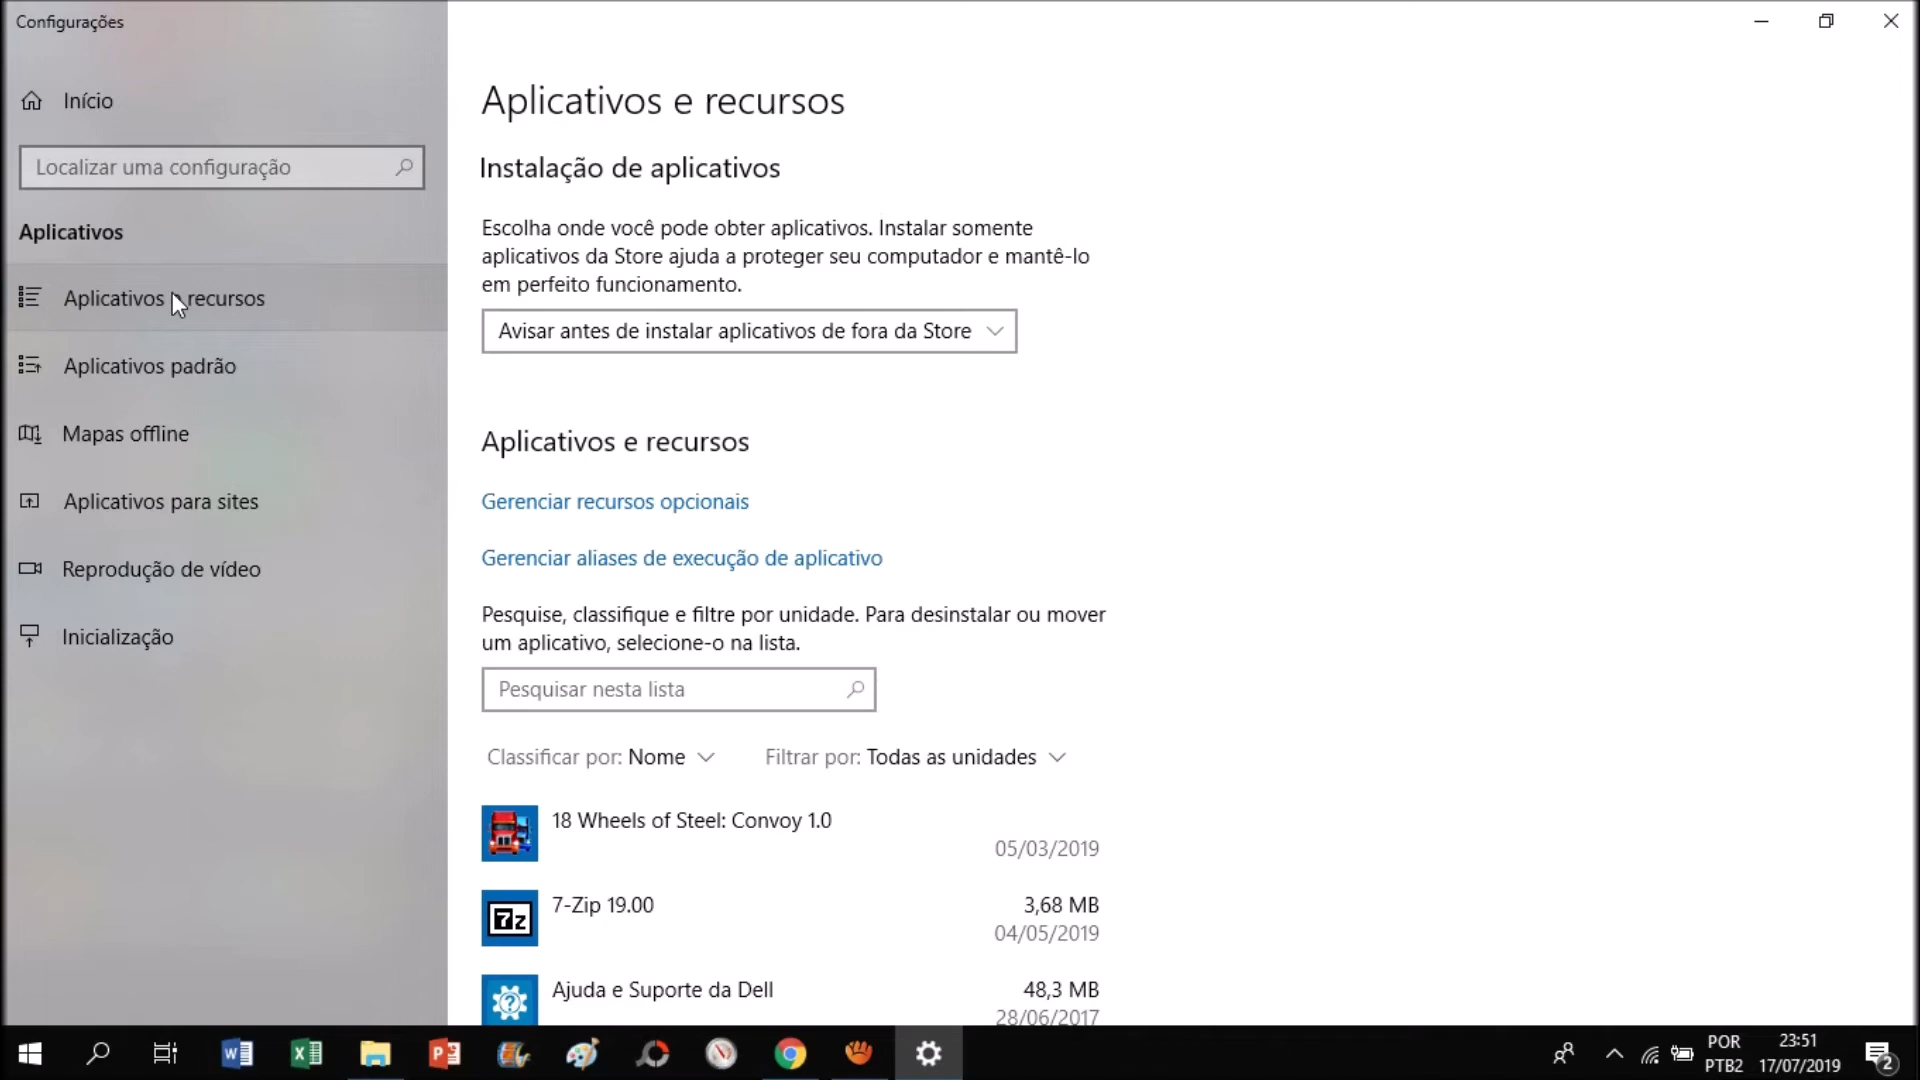 Configurações
Início
Localizar uma configuração
Aplicativos
Aplicativos e recursos
Aplicativos padrão
Mapas offline
Aplicativos para sites
Reprodução de vídeo
Inicialização
Aplicativos e recursos
Instalação de aplicativos
Escolha onde você pode obter aplicativos. Instalar somente
aplicativos da Store ajuda a proteger seu computador e mantê-lo
em perfeito funcionamento.
Avisar antes de instalar aplicativos de fora da Store
Aplicativos e recursos
Gerenciar recursos opcionais
Gerenciar aliases de execução de aplicativo
Pesquise, classifique e filtre por unidade. Para desinstalar ou mover
um aplicativo, selecione-o na lista.
Pesquisar nesta lista
Classificar por: Nome Filtrar por: Todas as unidades
18 Wheels of Steel: Convoy 1.0
05/03/2019
7-Zip 19.00 3,68 MB
04/05/2019
Ajuda e Suporte da Dell 48,3 MB
28/06/2017
POR 23:51
PTB2 17/07/2019 2